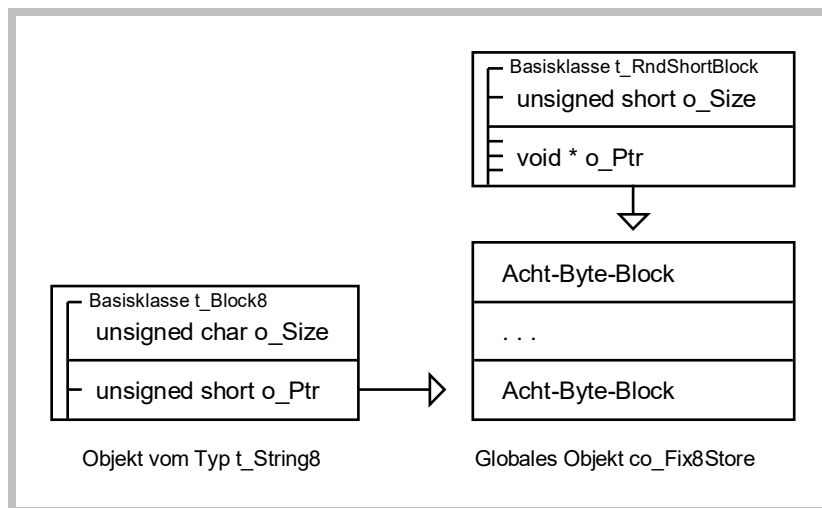 Basisklasse t_RndShortBlock
unsigned short o_Size
void * o_Ptr
Acht-Byte-Block
. . .
Acht-Byte-Block
Basisklasse t_Block8
unsigned char o_Size
unsigned short o_Ptr
Objekt vom Typ t_String8
Globales Objekt co_Fix8Store